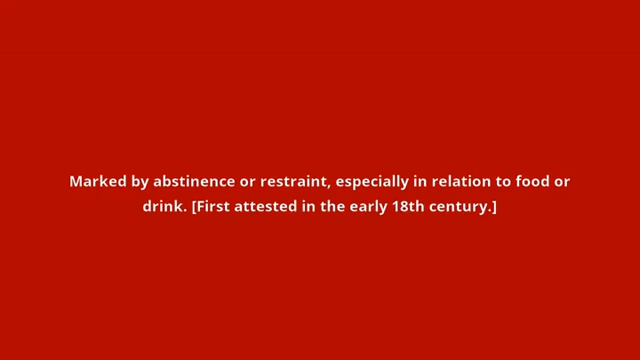 Marked by abstinence or restraint, especially in relation to food or
drink. [First attested in the early 18th century.]